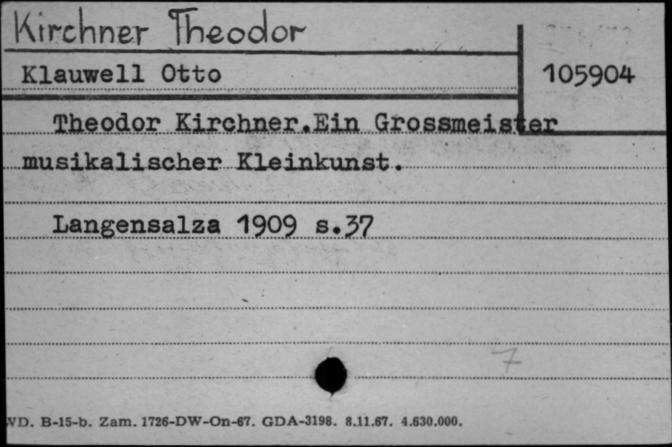 Kirchner Theodor
Klauwell Otto
105904
Theodor Kirchner.Ein Grossmeister
musikalischer Kleinkunst.
Langensalza 1909 s.37
7
VD. B-15-b. Zam. 1726-DW-On-67. GDA-3198. 8.11.67. 4.630.000.